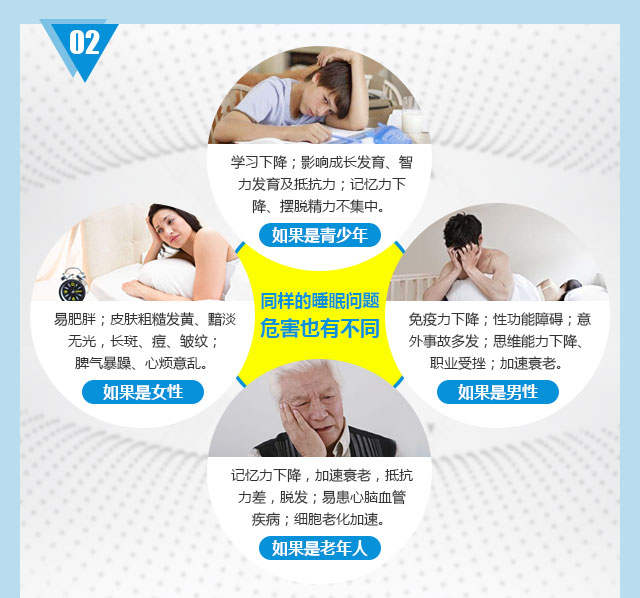 02
学习下降；影响成长发育、智
力发育及抵抗力；记忆力下
降、摆脱精力不集中。
如果是青少年
易肥胖；皮肤粗糙发黄、黯淡
无光，长斑、痘、皱纹；
脾气暴躁、心烦意乱。
如果是女性
同样的睡眠问题
危害也有不同
免疫力下降；性功能障碍；意
外事故多发；思维能力下降、
职业受挫；加速衰老。
如果是男性
记忆力下降，加速衰老，抵抗
力差，脱发；易患心脑血管
疾病；细胞老化加速。
如果是老年人